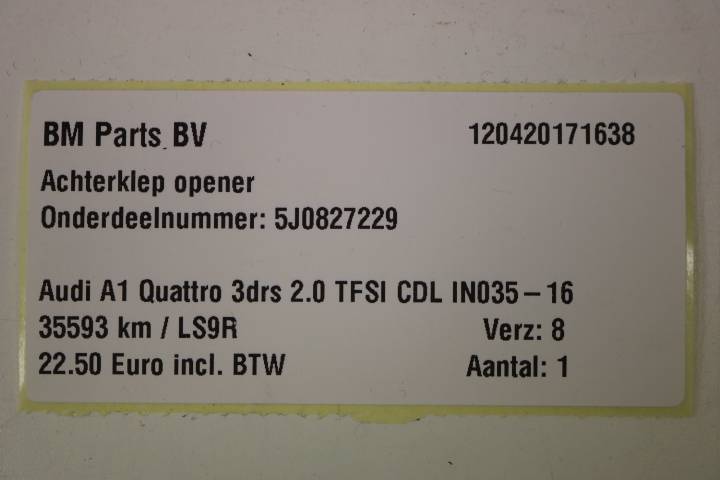 BM Parts BV 120420171638
Achterklep opener
Onderdeelnummer: 5J0827229
Audi A1 Quattro 3drs 2.0 TFSI CDL IN035-16
35593 km / LS9R Verz: 8
22.50 Euro incl. BTW Aantal: 1